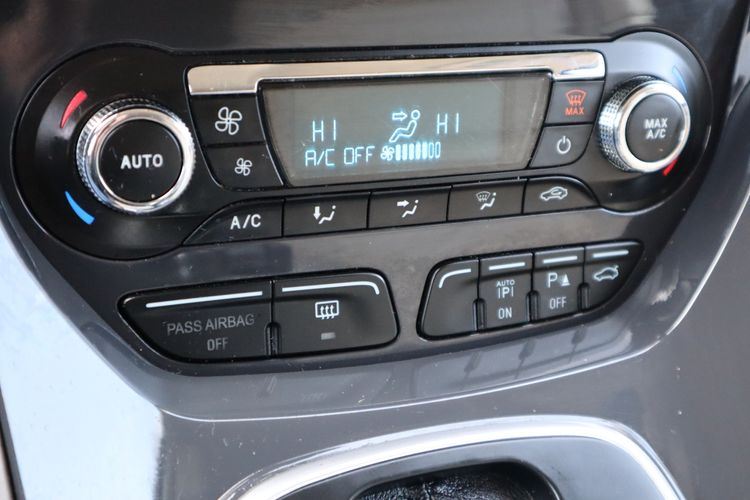 HI HI
A/C OFF
MAX
AUTO
MAX
A/C
A/C
PASS AIRBAG
OFF
AUTO
P
ON
P
OFF